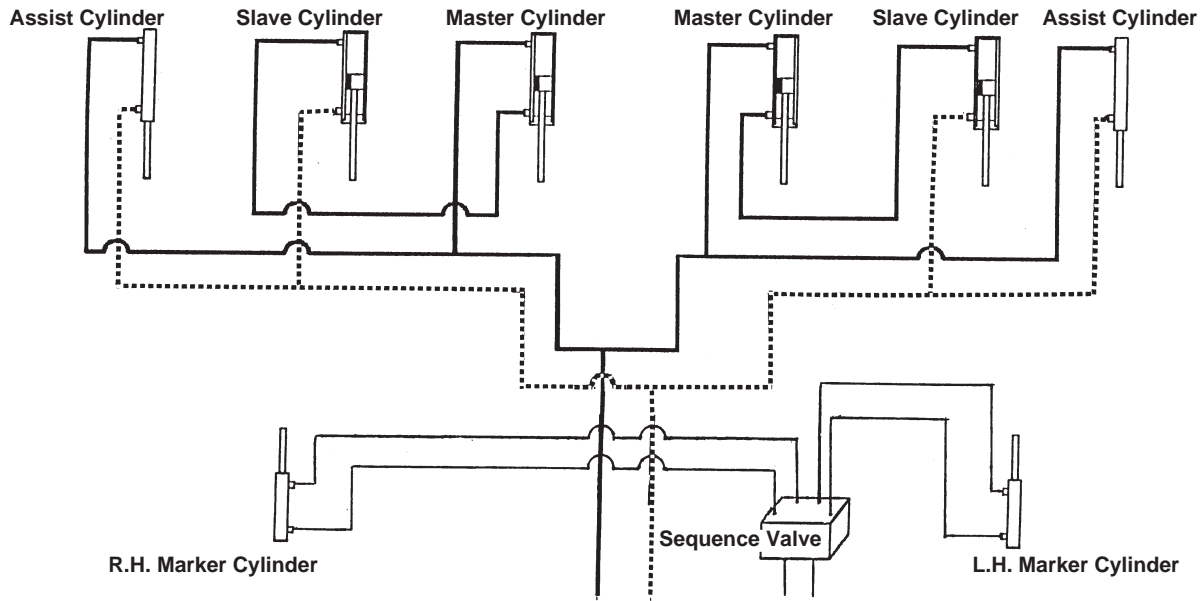 Assist Cylinder
Slave Cylinder
Master Cylinder
Master Cylinder
Slave Cylinder
Assist Cylinder
Sequence Valve
R.H. Marker Cylinder
L.H. Marker Cylinder